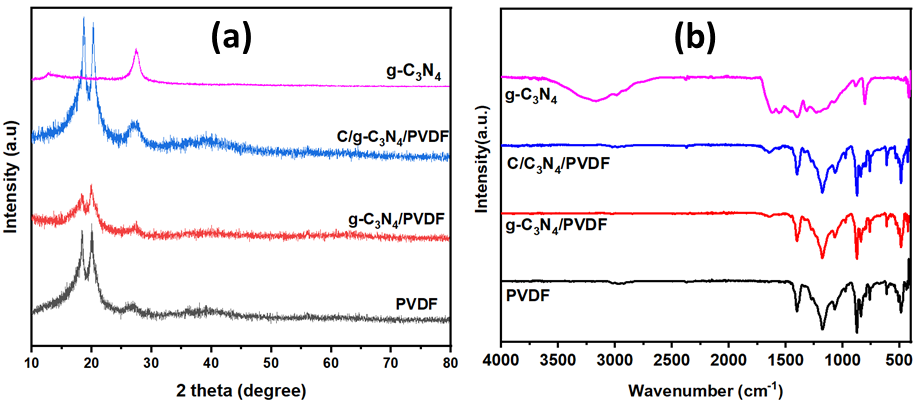 (a)
g-C₃N₄
C/g-C₃N₄/PVDF
g-C₃N₄/PVDF
PVDF
Intensity (a.u)
10 20 30 40 50 60 70 80
2 theta (degree)
(b)
g-C₃N₄
C/C₃N₄/PVDF
g-C₃N₄/PVDF
PVDF
Intensity(a.u.)
4000 3500 3000 2500 2000 1500 1000 500
Wavenumber (cm⁻¹)